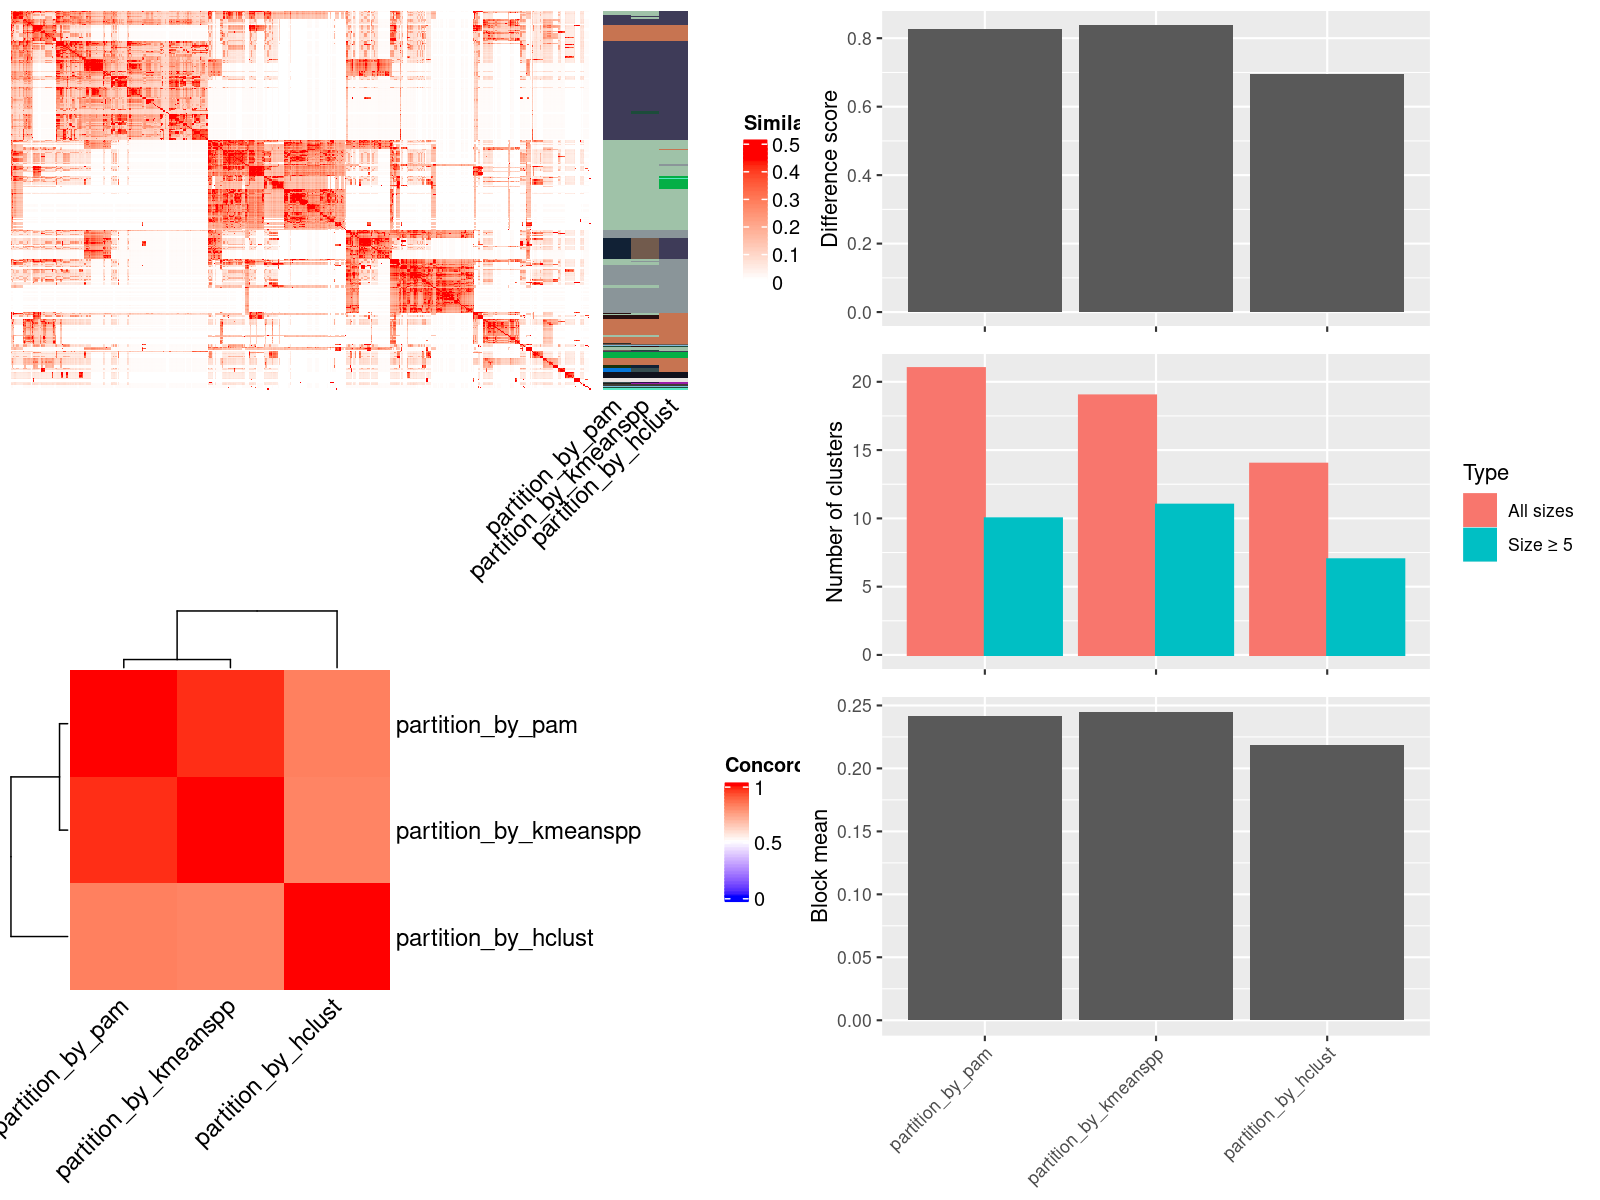 Simila
0.5
0.4
0.3
0.2
0.1
0
partition_by_pam
partition_by_kmeanspp
partition_by_hclust
partition_by_pam
partition_by_kmeanspp
partition_by_hclust
partition_by_pam
partition_by_kmeanspp
partition_by_hclust
Concord
1
0.5
0
Difference score
0.8
0.6
0.4
0.2
0.0
Number of clusters
20
15
10
5
0
Type
All sizes
Size ≥ 5
Block mean
0.25
0.20
0.15
0.10
0.05
0.00
partition_by_pam
partition_by_kmeanspp
partition_by_hclust